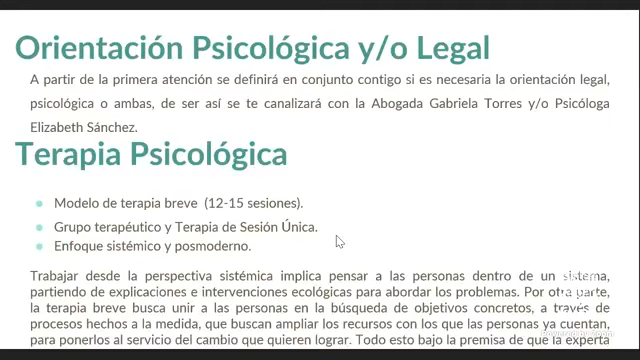 Orientación Psicológica y/o Legal
A partir de la primera atención se definirá en conjunto contigo si es necesaria la orientación legal,
psicológica o ambas, de ser así se te canalizará con la Abogada Gabriela Torres y/o Psicóloga
Elizabeth Sánchez.
Terapia Psicológica
Modelo de terapia breve (12-15 sesiones).
Grupo terapéutico y Terapia de Sesión Única.
Enfoque sistémico y posmoderno.
Trabajar desde la perspectiva sistémica implica pensar a las personas dentro de un sistema,
partiendo de explicaciones e intervenciones ecológicas para abordar los problemas. Por otra parte,
la terapia breve busca unir a las personas en la búsqueda de objetivos concretos, a través de
procesos hechos a la medida, que buscan ampliar los recursos con los que las personas ya cuentan,
para ponerlos al servicio del cambio que quieren lograr. Todo esto bajo la premisa de que la experta